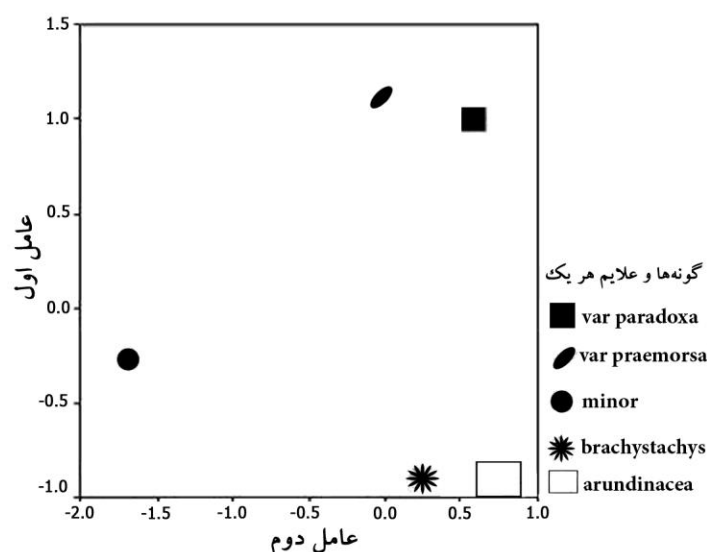 1.5
1.0
0.5
0.0
-0.5
-1.0
عامل اول
-2.0 -1.5 -1.0 -0.5 0.0 0.5 1.0
عامل دوم
گونه‌ها و علایم هر یک
var paradoxa
var praemorsa
minor
brachystachys
arundinacea